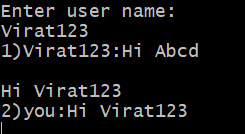 Enter user name:
Virat123
1)Virat123:Hi Abcd
Hi Virat123
2)you:Hi Virat123